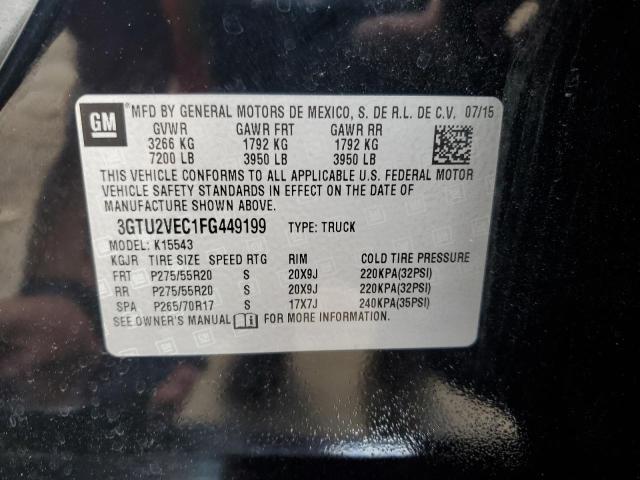 GM
MFD BY GENERAL MOTORS DE MEXICO, S. DE R.L. DE C.V. 07/15
GVWR GAWR FRT GAWR RR
3266 KG 1792 KG 1792 KG
7200 LB 3950 LB 3950 LB
THIS VEHICLE CONFORMS TO ALL APPLICABLE U.S. FEDERAL MOTOR
VEHICLE SAFETY STANDARDS IN EFFECT ON THE DATE OF
MANUFACTURE SHOWN ABOVE.
3GTU2VEC1FG449199 TYPE: TRUCK
MODEL: K15543
KGJR TIRE SIZE SPEED RTG RIM COLD TIRE PRESSURE
FRT P275/55R20 S 20X9J 220KPA(32PSI)
RR P275/55R20 S 20X9J 220KPA(32PSI)
SPA P265/70R17 S 17X7J 240KPA(35PSI)
SEE OWNER'S MANUAL FOR MORE INFORMATION.